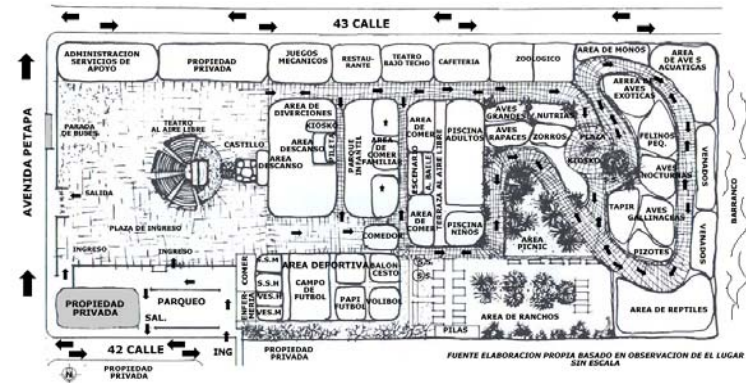 43 CALLE
ADMINISTRACION
SERVICIOS DE
APOYO
PROPIEDAD
PRIVADA
JUEGOS
MECANICOS
RESTAU-
RANTE
TEATRO
BAJO TECHO
CAFETERIA
ZOOLOGICO
AREA DE MONOS
AREA DE AVE S
ACUATICAS
AVENIDA PETAPA
PARADA
DE BUSES
TEATRO
AL AIRE LIBRE
CASTILLO
AREA DE
DIVERCIONES
KIOSKO
AREA
DESCANSO
PILETA
AREA
DESCANSO
PARQUE
INFANTIL
AREA
DE COMER
FAMILIAR
AREA
DE COMER
ESCENARIO
A. BAILE
TERRAZA AL AIRE LIBRE
PISCINA
ADULTOS
AVES
GRANDES
NUTRIAS
AVES
RAPACES
ZORROS
PLAZA
KIOSKO
AEREA DE
AVES
EXOTICAS
FELINOS
PEQ.
AVES
NOCTURNAS
VENADOS
TAPIR
AVES
GALLINACEAS
PIZOTES
VENADOS
BARRANCO
SALIDA
PLAZA DE INGRESO
INGRESO
INGRESO
COMEDOR
AREA
DE COMER
PISCINA
NIÑOS
AREA
PICNIC
PROPIEDAD
PRIVADA
PARQUEO
SAL.
COMER
ENFER-
MERIA
S.S.M
S.S.H
VES.H
VES.M
AREA DEPORTIVA
CAMPO
DE
FUTBOL
BALON
CESTO
PAPI
FUTBOL
VOLIBOL
PILAS
AREA DE RANCHOS
AREA DE REPTILES
42 CALLE
ING
PROPIEDAD
PRIVADA
PROPIEDAD
PRIVADA
N
FUENTE ELABORACION PROPIA BASADO EN OBSERVACION DE EL LUGAR
SIN ESCALA